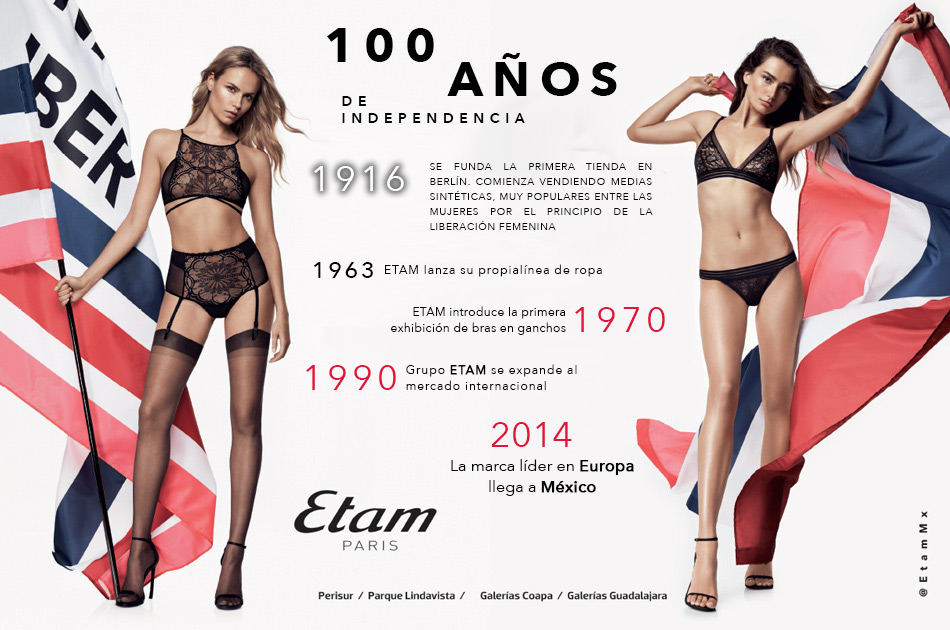 BER
100
AÑOS
DE
INDEPENDENCIA
1916
SE FUNDA LA PRIMERA TIENDA EN
BERLÍN. COMIENZA VENDIENDO MEDIAS
SINTÉTICAS, MUY POPULARES ENTRE LAS
MUJERES POR EL PRINCIPIO DE LA
LIBERACIÓN FEMENINA
1963 ETAM lanza su propialínea de ropa
ETAM introduce la primera
exhibición de bras en ganchos
1970
1990
Grupo ETAM se expande al
mercado internacional
2014
La marca líder en Europa
llega a México
Etam
PARIS
Perisur / Parque Lindavista / Galerías Coapa / Galerías Guadalajara
@EtamMx